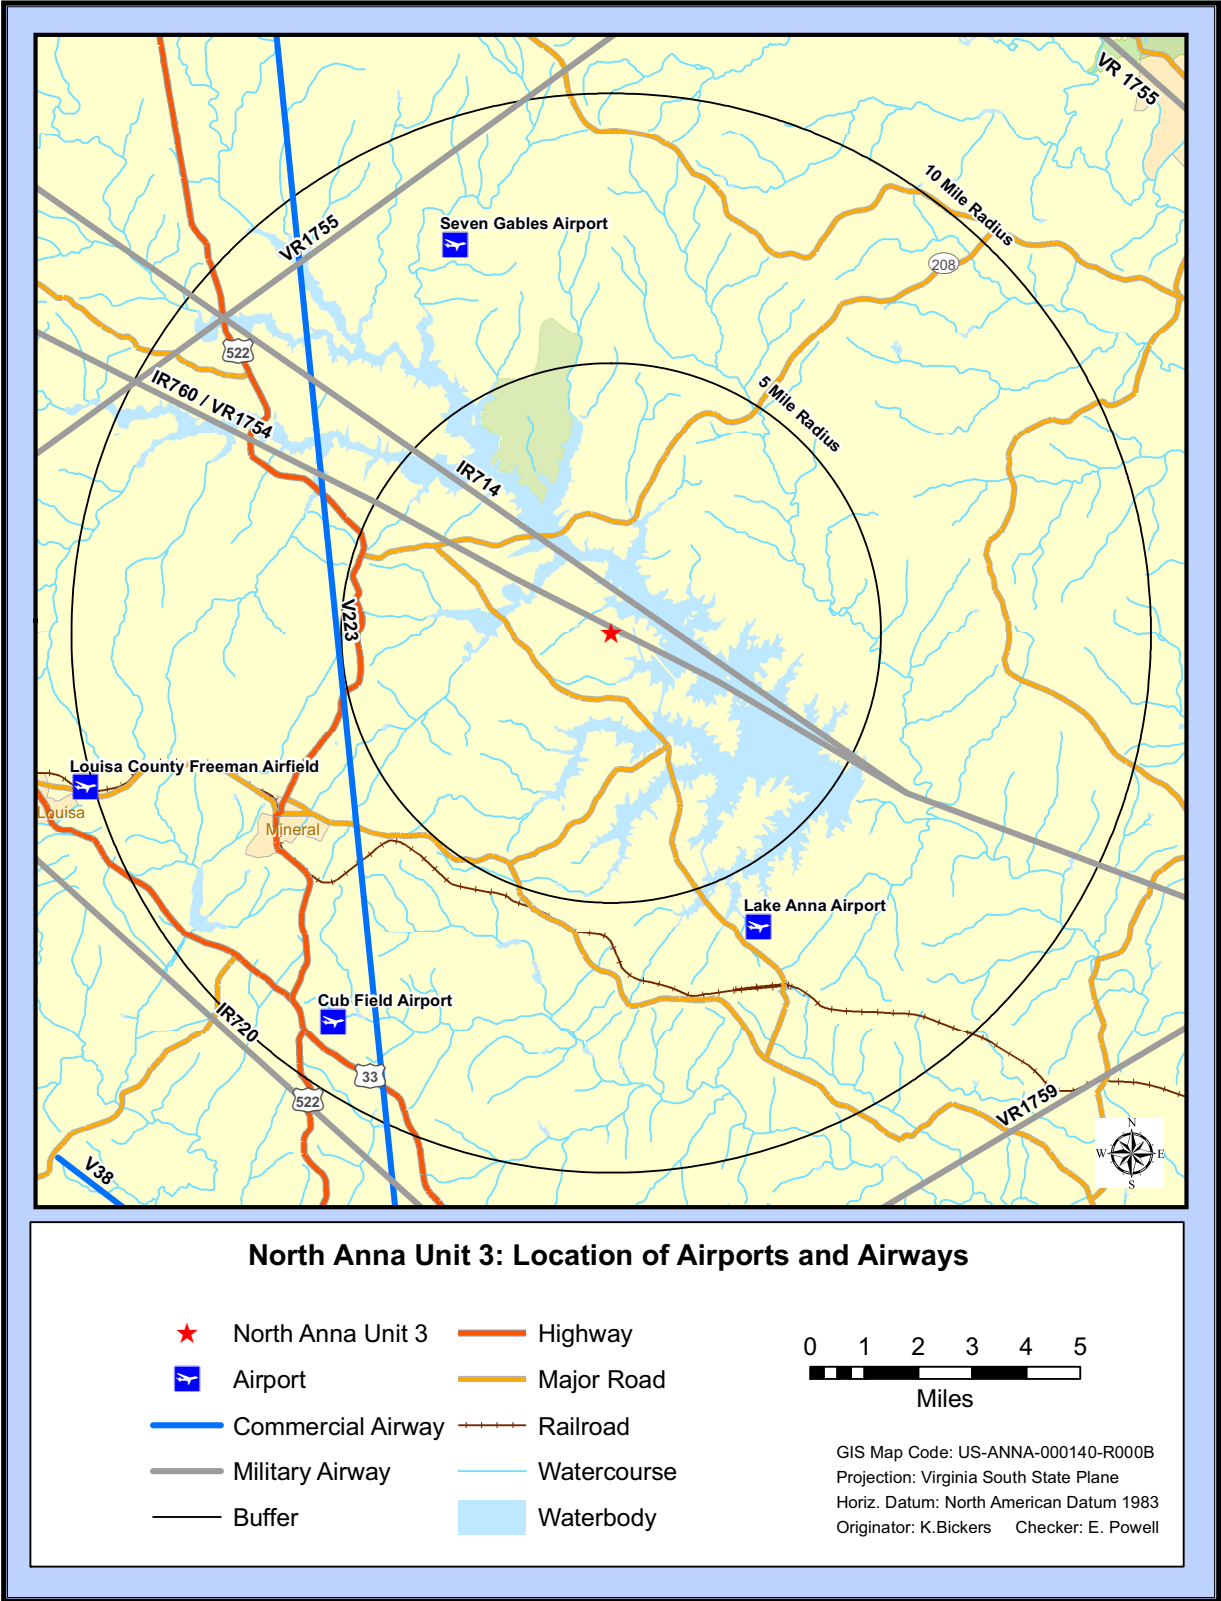 VR 1755
10 Mile Radius
Seven Gables Airport
VR1755
208
522
IR760 / VR1754
5 Mile Radius
IR714
V223
Louisa County Freeman Airfield
Louisa
Mineral
Lake Anna Airport
Cub Field Airport
IR720
33
522
VR1759
N
W
E
S
V38
North Anna Unit 3: Location of Airports and Airways
North Anna Unit 3
Airport
Commercial Airway
Military Airway
Buffer
Highway
Major Road
Railroad
Watercourse
Waterbody
0 1 2 3 4 5
Miles
GIS Map Code: US-ANNA-000140-R000B
Projection: Virginia South State Plane
Horiz. Datum: North American Datum 1983
Originator: K.Bickers Checker: E. Powell